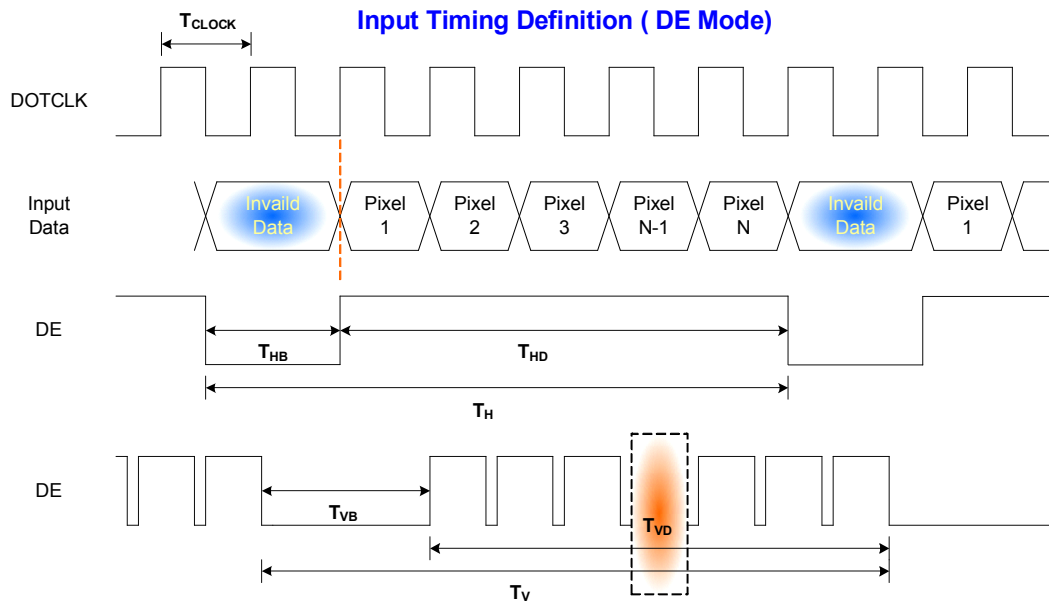 Input Timing Definition ( DE Mode)
TCLOCK
DOTCLK
Input
Data
Invaild
Data
Pixel
1
Pixel
2
Pixel
3
Pixel
N-1
Pixel
N
Invaild
Data
Pixel
1
DE
THB
THD
TH
DE
TVB
TVD
TV